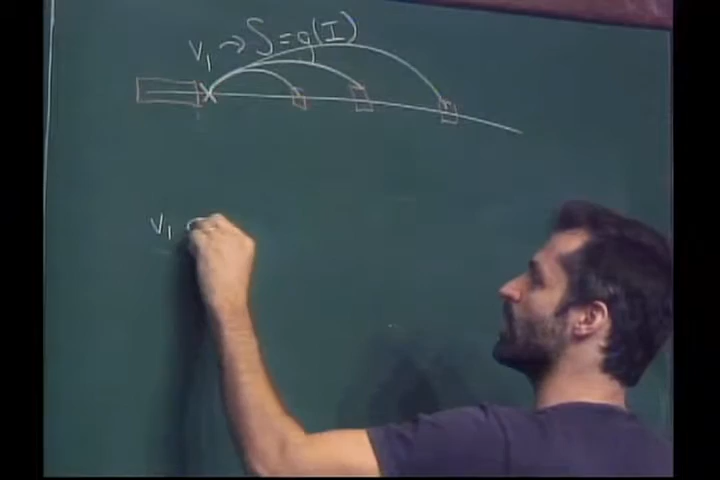 V₁ → S = g(I)
V₁